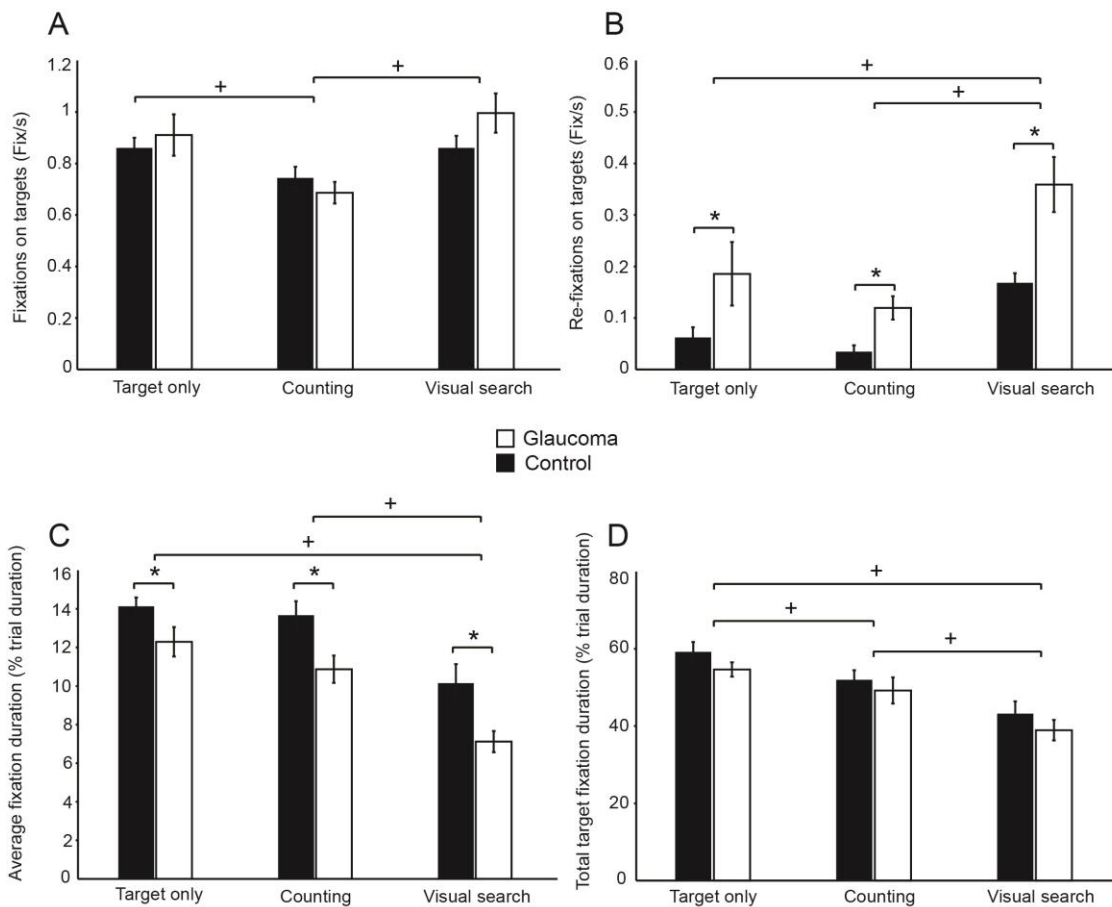 A
Fixations on targets (Fix/s)
1.2
1
0.8
0.6
0.4
0.2
0
+
+
Target only
Counting
Visual search
B
Re-fixations on targets (Fix/s)
0.6
0.5
0.4
0.3
0.2
0.1
0
+
+
*
*
*
Target only
Counting
Visual search
Glaucoma
Control
C
Average fixation duration (% trial duration)
16
14
12
10
8
6
4
2
0
+
+
*
*
*
Target only
Counting
Visual search
D
Total target fixation duration (% trial duration)
80
60
40
20
0
+
+
+
Target only
Counting
Visual search